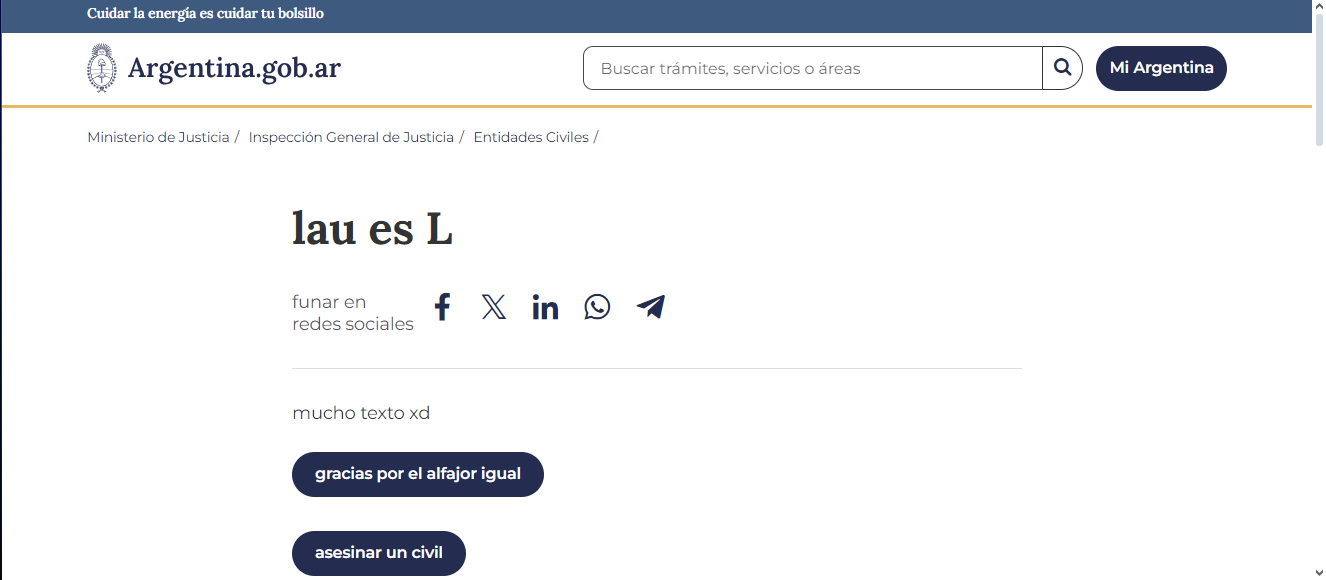 Cuidar la energía es cuidar tu bolsillo
Argentina.gob.ar
Buscar trámites, servicios o áreas
Mi Argentina
Ministerio de Justicia / Inspección General de Justicia / Entidades Civiles /
lau es L
funar en
redes sociales
mucho texto xd
gracias por el alfajor igual
asesinar un civil